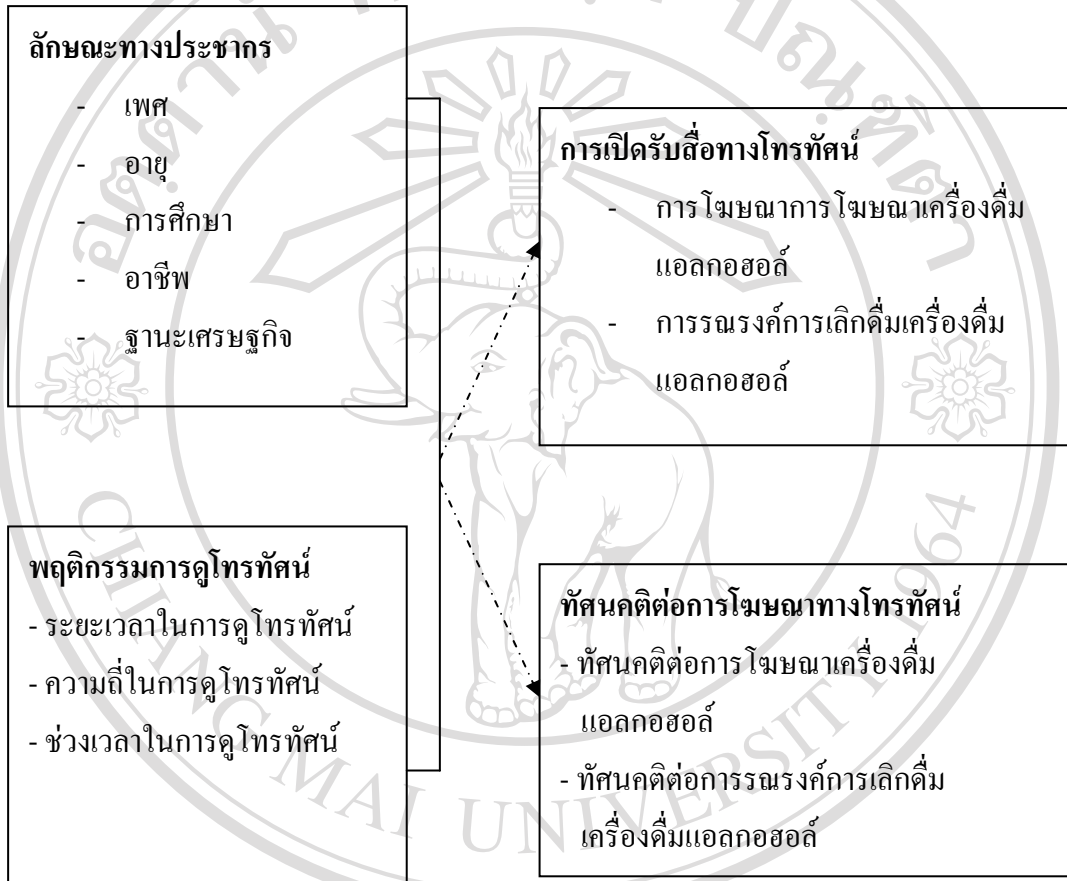 ลักษณะทางประชากร
- เพศ
- อายุ
- การศึกษา
- อาชีพ
- ฐานะเศรษฐกิจ
พฤติกรรมการดูโทรทัศน์
- ระยะเวลาในการดูโทรทัศน์
- ความถี่ในการดูโทรทัศน์
- ช่วงเวลาในการดูโทรทัศน์
การเปิดรับสื่อทางโทรทัศน์
- การโฆษณาการโฆษณาเครื่องดื่ม
แอลกอฮอล์
- การรณรงค์การเลิกดื่มเครื่องดื่ม
แอลกอฮอล์
ทัศนคติต่อการโฆษณาทางโทรทัศน์
- ทัศนคติต่อการโฆษณาเครื่องดื่ม
แอลกอฮอล์
- ทัศนคติต่อการรณรงค์การเลิกดื่ม
เครื่องดื่มแอลกอฮอล์
CHIANG MAI UNIVERSITY 1964